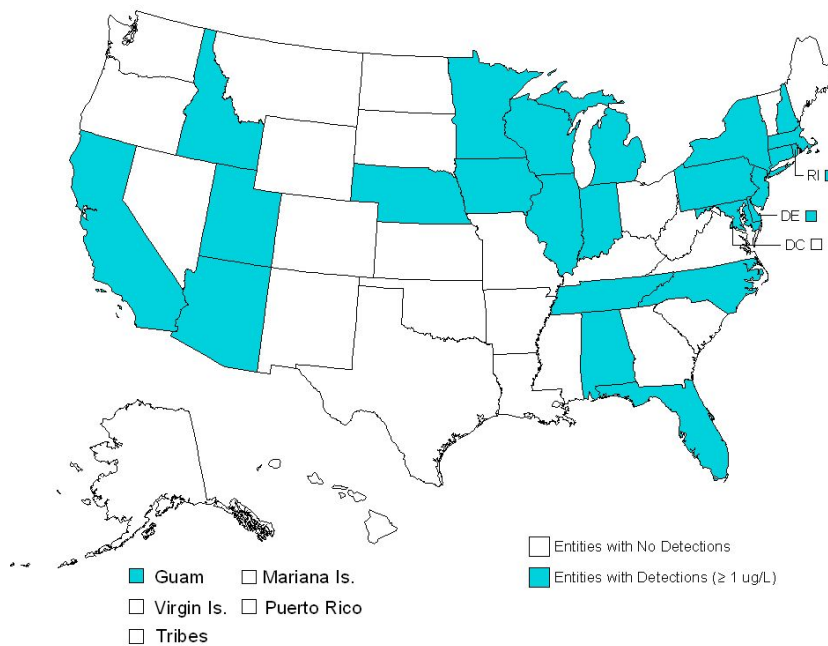 RI
DE
DC
Entities with No Detections
Entities with Detections (≥ 1 ug/L)
Guam
Mariana Is.
Virgin Is.
Puerto Rico
Tribes